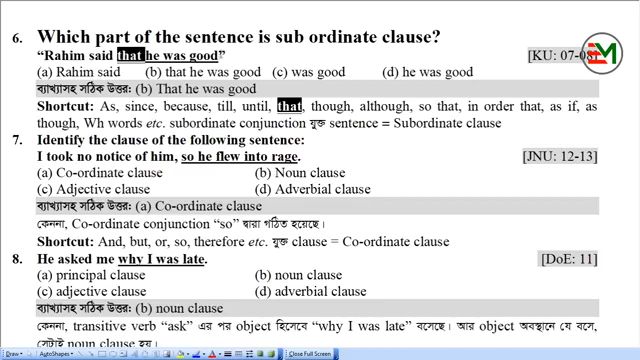 6. Which part of the sentence is sub ordinate clause?
“Rahim said that he was good” [KU: 07-08]
(a) Rahim said (b) that he was good (c) was good (d) he was good
ব্যাখ্যাসহ সঠিক উত্তর: (b) That he was good
Shortcut: As, since, because, till, until, that, though, although, so that, in order that, as if, as
though, Wh words etc. subordinate conjunction যুক্ত sentence = Subordinate clause
7. Identify the clause of the following sentence:
I took no notice of him, so he flew into rage. [JNU: 12-13]
(a) Co-ordinate clause (b) Noun clause
(c) Adjective clause (d) Adverbial clause
ব্যাখ্যাসহ সঠিক উত্তর: (a) Co-ordinate clause
কেননা, Co-ordinate conjunction “so” দ্বারা গঠিত হয়েছে।
Shortcut: And, but, or, so, therefore etc. যুক্ত clause = Co-ordinate clause
8. He asked me why I was late. [DoE: 11]
(a) principal clause (b) noun clause
(c) adjective clause (d) adverbial clause
ব্যাখ্যাসহ সঠিক উত্তর: (b) noun clause
কেননা, transitive verb “ask” এর পর object হিসেবে “why I was late” বসেছে। আর object অবস্থানে যে বসে,
সেটাই noun clause হয়।
Draw AutoShapes Close Full Screen